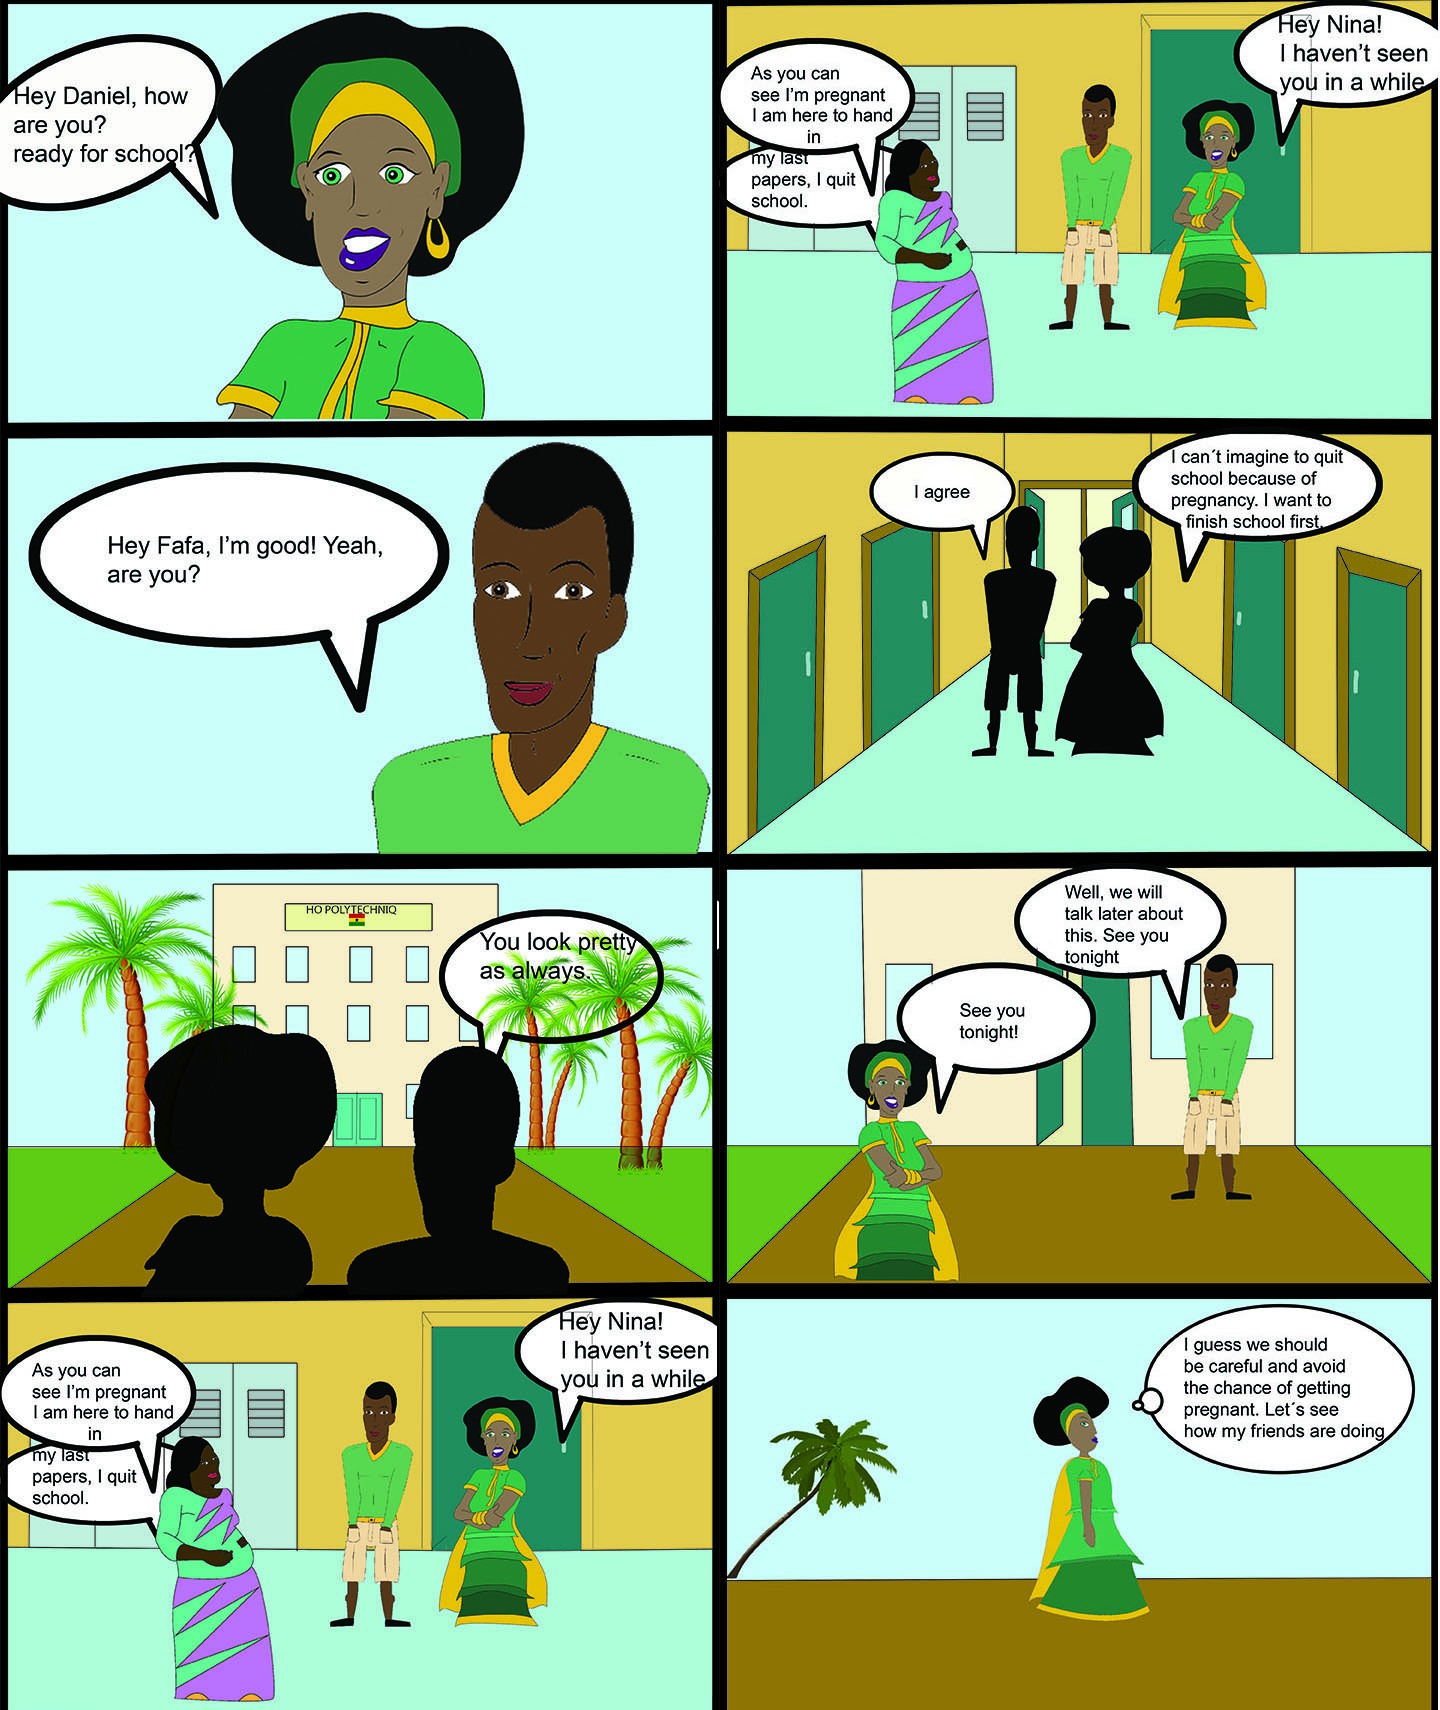 Hey Daniel, how
are you?
ready for school?
Hey Fafa, I'm good! Yeah,
are you?
HO POLYTECHNIQ
You look pretty
as always.
Hey Nina!
I haven't seen
you in a while
As you can
see I'm pregnant
I am here to hand
in
my last
papers, I quit
school.
Hey Nina!
I haven't seen
you in a while
As you can
see I'm pregnant
I am here to hand
in
my last
papers, I quit
school.
I can´t imagine to quit
school because of
pregnancy. I want to
finish school first.
I agree
Well, we will
talk later about
this. See you
tonight
See you
tonight!
I guess we should
be careful and avoid
the chance of getting
pregnant. Let´s see
how my friends are doing